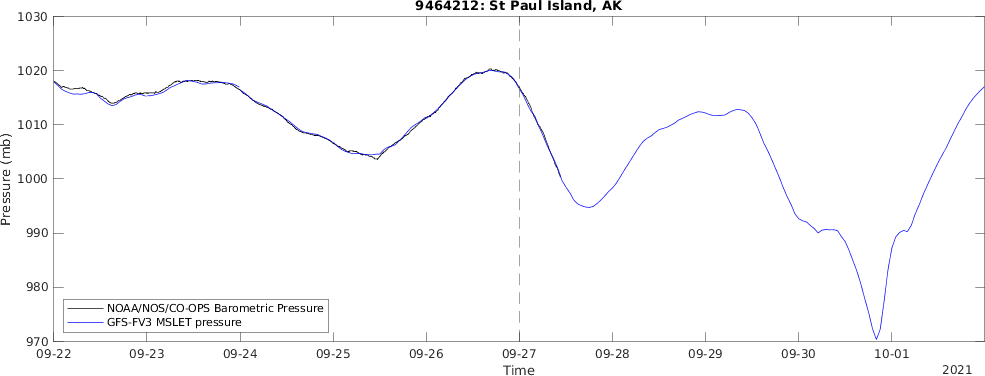 9464212: St Paul Island, AK
Pressure (mb)
1030
1020
1010
1000
990
980
970
NOAA/NOS/CO-OPS Barometric Pressure
GFS-FV3 MSLET pressure
09-22 09-23 09-24 09-25 09-26 09-27 09-28 09-29 09-30 10-01
Time
2021